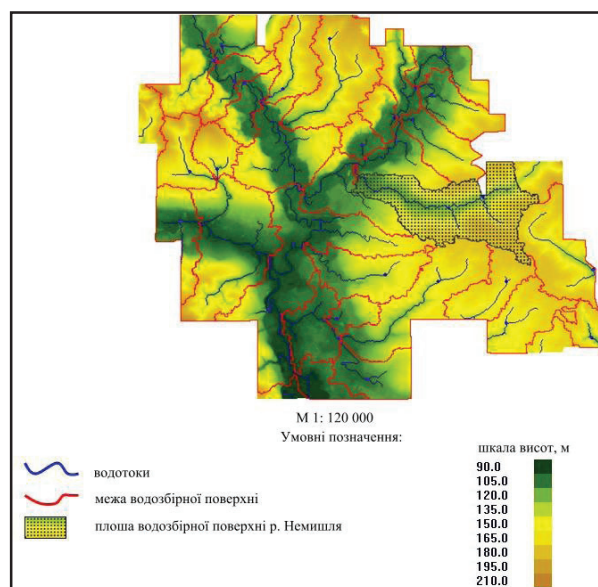 М 1: 120 000
Умовні позначення:
водотоки
межа водозбірної поверхні
площа водозбірної поверхні р. Немишля
шкала висот, м
90.0
105.0
120.0
135.0
150.0
165.0
180.0
195.0
210.0